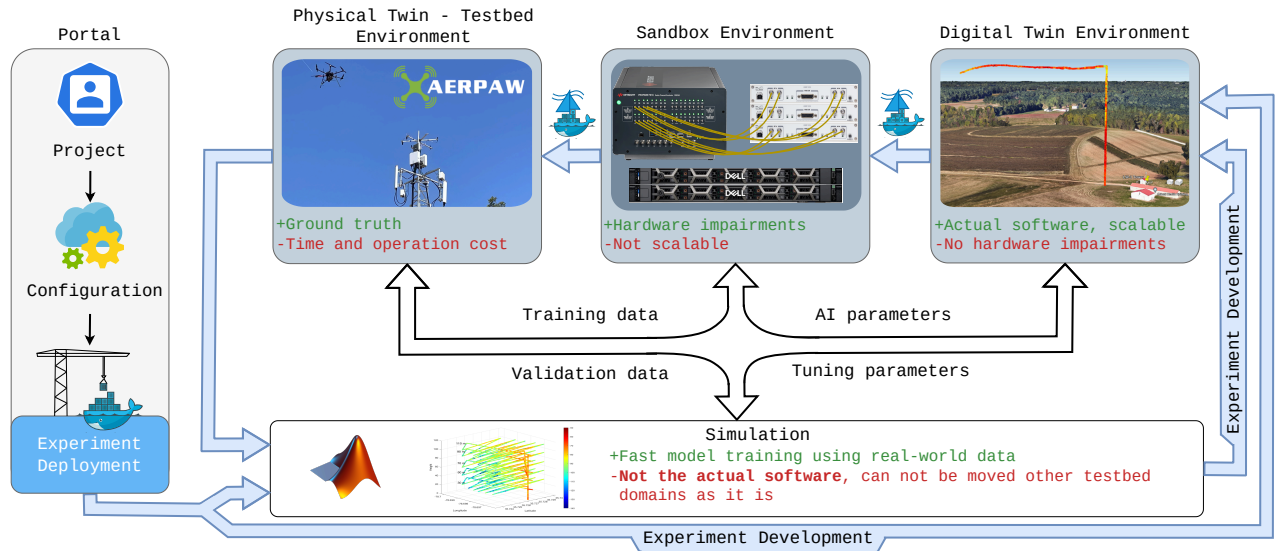 Portal
Project
Configuration
Experiment
Deployment
Physical Twin - Testbed
Environment
AERPAW
+Ground truth
-Time and operation cost
Sandbox Environment
DELL
DELL
+Hardware impairments
-Not scalable
Digital Twin Environment
+Actual software, scalable
-No hardware impairments
Training data
AI parameters
Validation data
Tuning parameters
Experiment Development
Simulation
+Fast model training using real-world data
-Not the actual software, can not be moved other testbed
domains as it is
Experiment Development